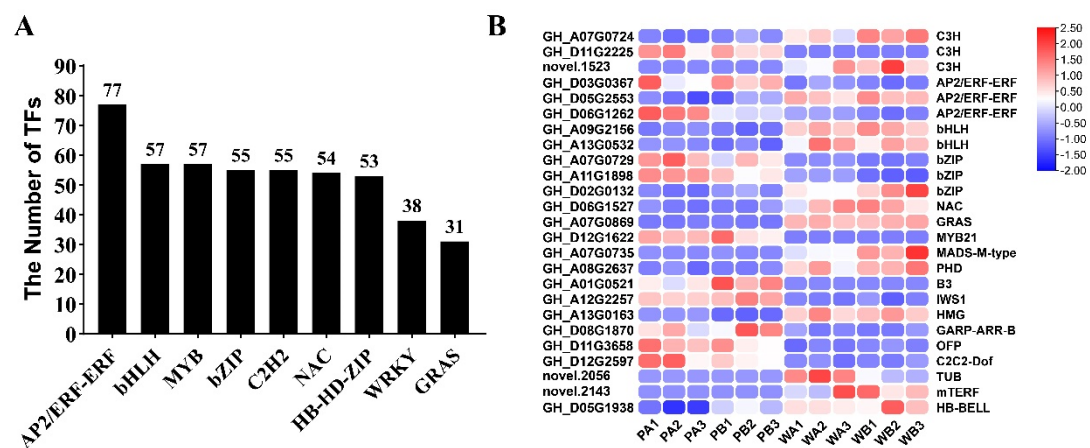 A
The Number of TFs
90
80
70
60
50
40
30
20
10
0
77
57
57
55
55
54
53
38
31
AP2/ERF-ERF
bHLH
MYB
bZIP
C2H2
NAC
HB-HD-ZIP
WRKY
GRAS
B
GH_A07G0724 C3H
GH_D11G2225 C3H
novel.1523 C3H
GH_D03G0367 AP2/ERF-ERF
GH_D05G2553 AP2/ERF-ERF
GH_D06G1262 AP2/ERF-ERF
GH_A09G2156 bHLH
GH_A13G0532 bHLH
GH_A07G0729 bZIP
GH_A11G1898 bZIP
GH_D02G0132 bZIP
GH_D06G1527 NAC
GH_A07G0869 GRAS
GH_D12G1622 MYB21
GH_A07G0735 MADS-M-type
GH_A08G2637 PHD
GH_A01G0521 B3
GH_A12G2257 IWS1
GH_A13G0163 HMG
GH_D08G1870 GARP-ARR-B
GH_D11G3658 OFP
GH_D12G2597 C2C2-Dof
novel.2056 TUB
novel.2143 mTERF
GH_D05G1938 HB-BELL
PA1 PA2 PA3 PB1 PB2 PB3 WA1 WA2 WA3 WB1 WB2 WB3
2.50
2.00
1.50
1.00
0.50
0.00
-0.50
-1.00
-1.50
-2.00